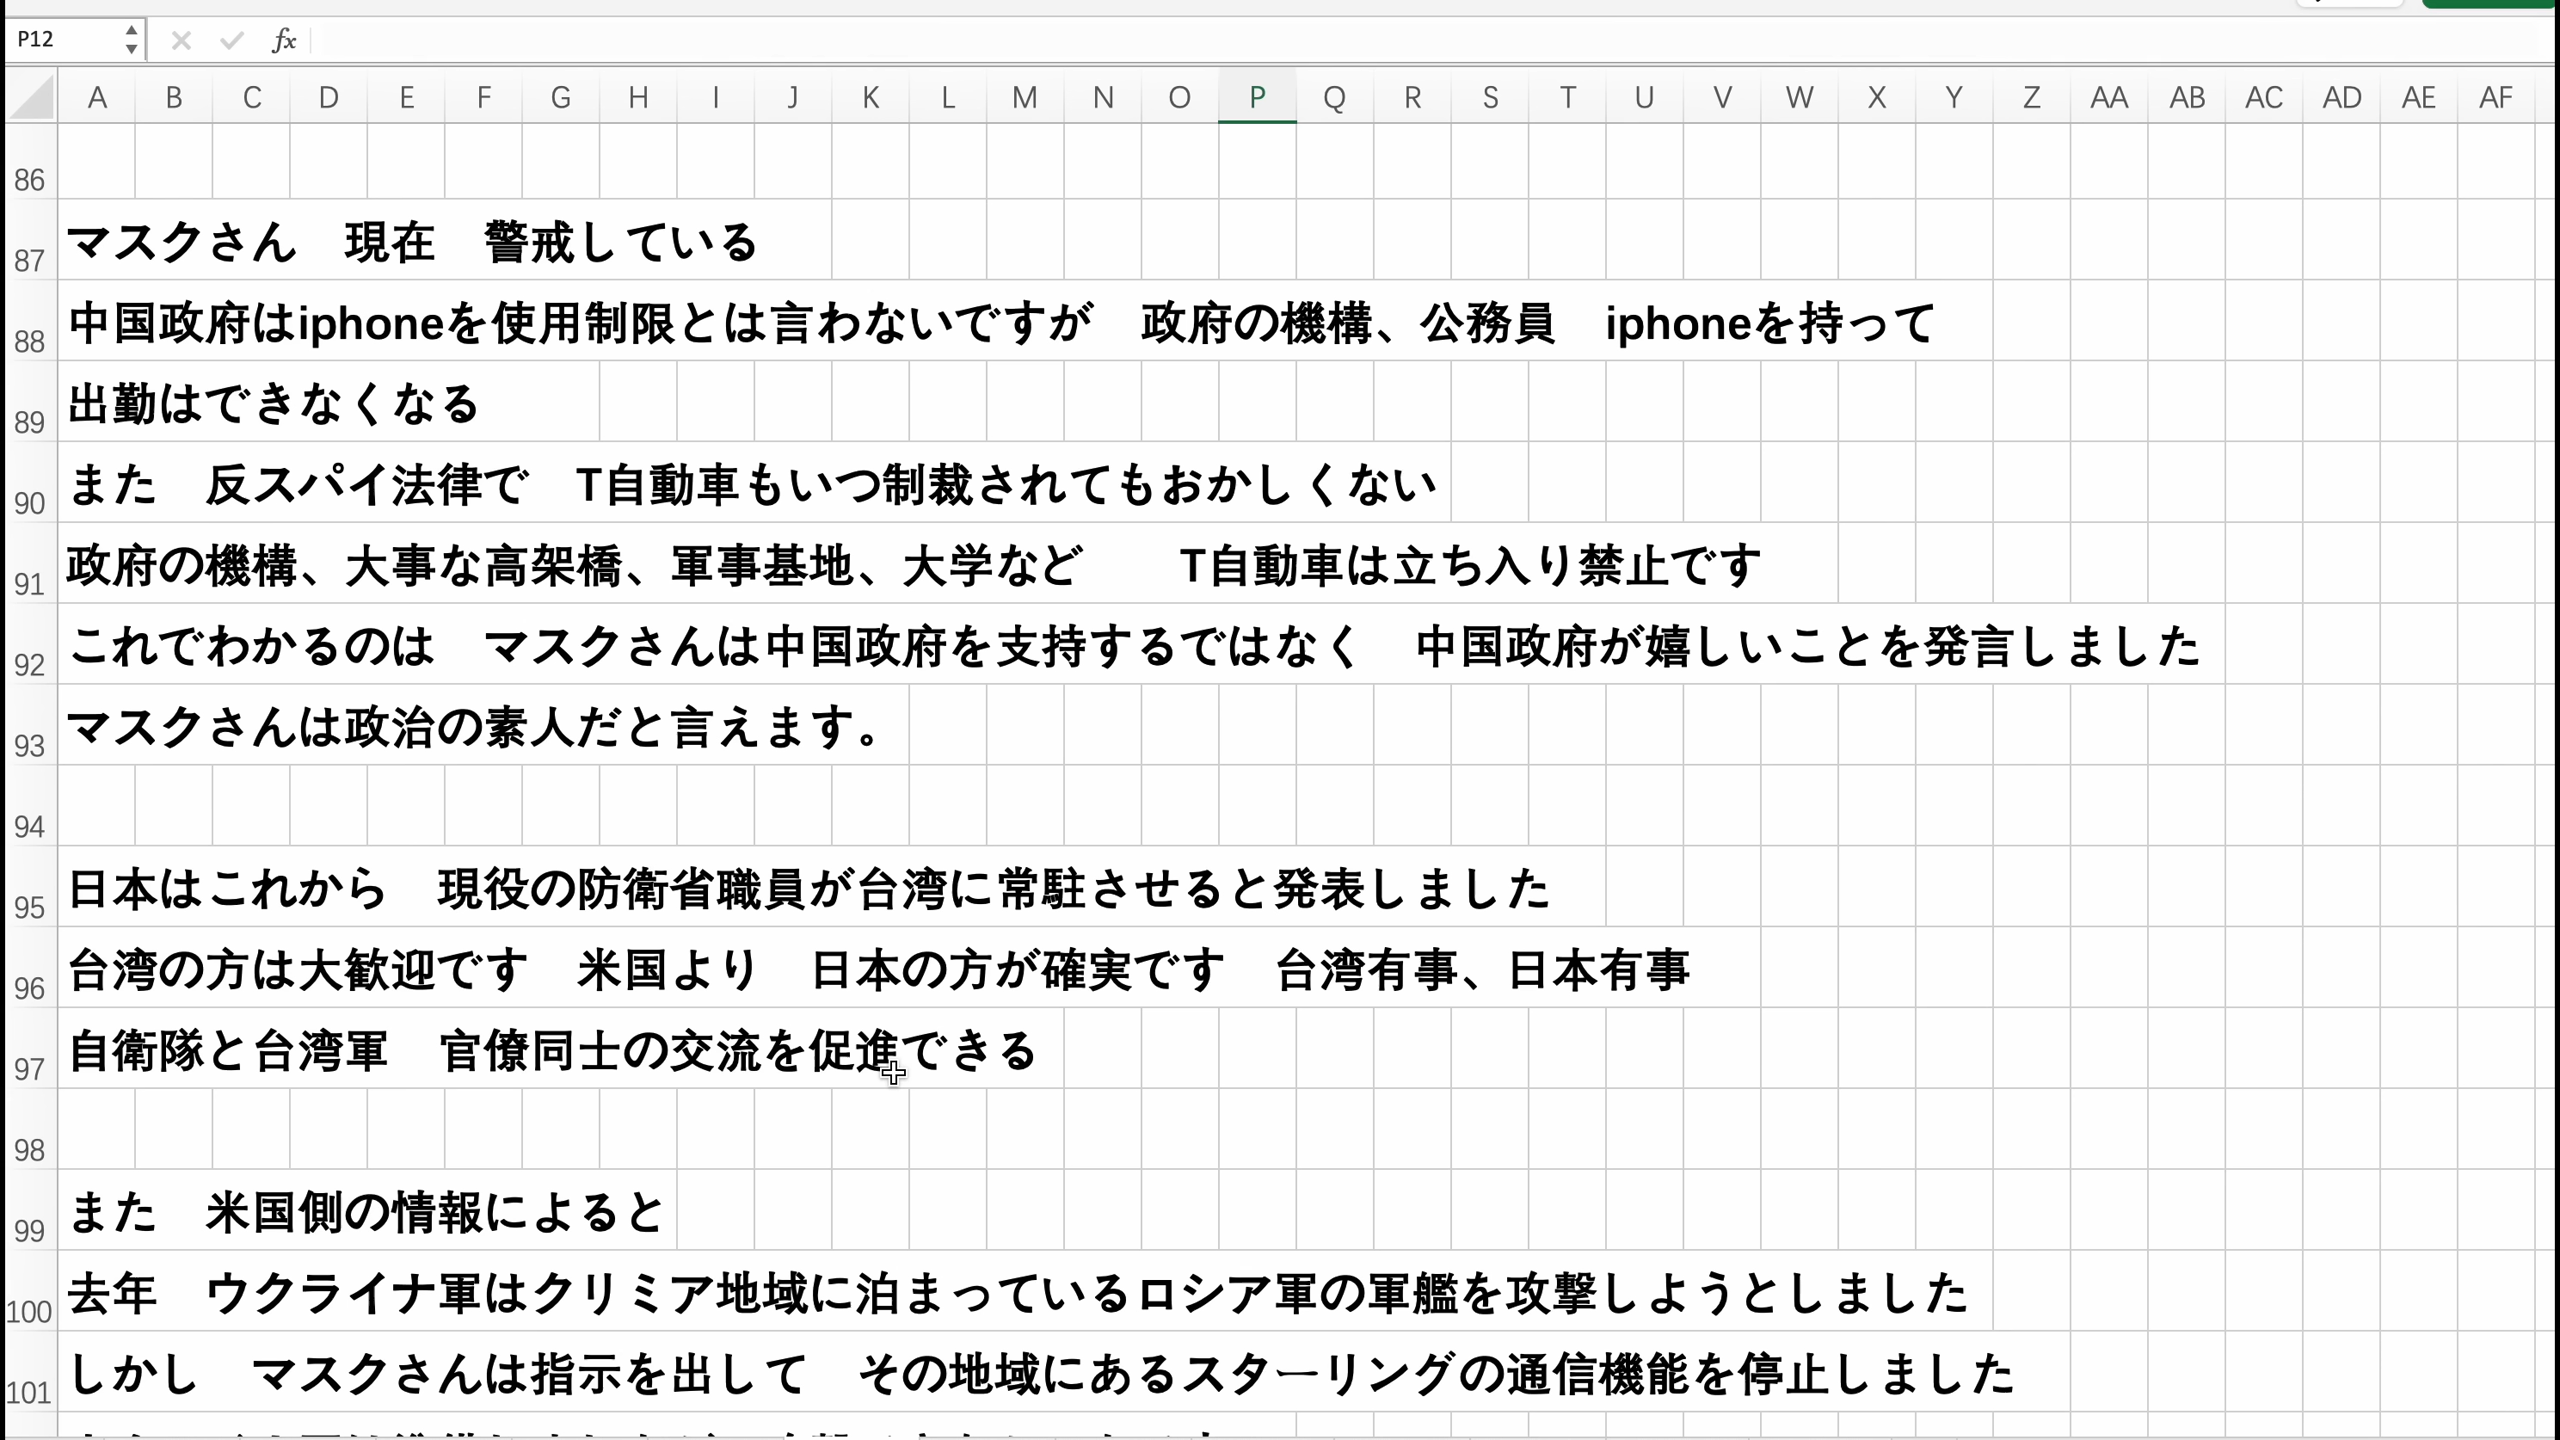 P12
fx
A B C D E F G H I J K L M N O P Q R S T U V W X Y Z AA AB AC AD AE AF
86
87 マスクさん　現在　警戒している
88 中国政府はiphoneを使用制限とは言わないですが　政府の機構、公務員　iphoneを持って
89 出勤はできなくなる
90 また　反スパイ法律で　T自動車もいつ制裁されてもおかしくない
91 政府の機構、大事な高架橋、軍事基地、大学など　　T自動車は立ち入り禁止です
92 これでわかるのは　マスクさんは中国政府を支持するではなく　中国政府が嬉しいことを発言しました
93 マスクさんは政治の素人だと言えます。
94
95 日本はこれから　現役の防衛省職員が台湾に常駐させると発表しました
96 台湾の方は大歓迎です　米国より　日本の方が確実です　台湾有事、日本有事
97 自衛隊と台湾軍　官僚同士の交流を促進できる
98
99 また　米国側の情報によると
100 去年　ウクライナ軍はクリミア地域に泊まっているロシア軍の軍艦を攻撃しようとしました
101 しかし　マスクさんは指示を出して　その地域にあるスターリングの通信機能を停止しました